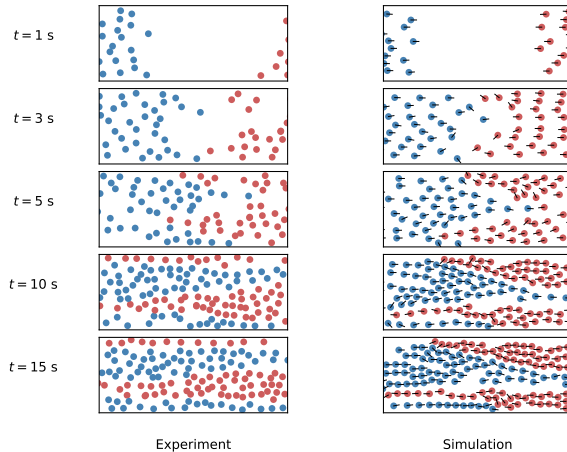 t = 1 s
t = 3 s
t = 5 s
t = 10 s
t = 15 s
Experiment
Simulation